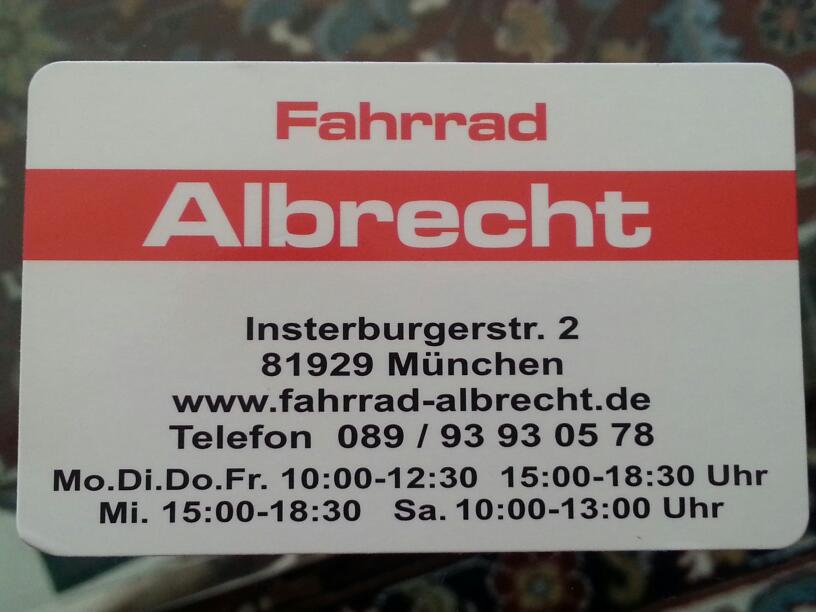 Fahrrad
Albrecht
Insterburgerstr. 2
81929 München
www.fahrrad-albrecht.de
Telefon 089 / 93 93 05 78
Mo.Di.Do.Fr. 10:00-12:30 15:00-18:30 Uhr
Mi. 15:00-18:30 Sa. 10:00-13:00 Uhr